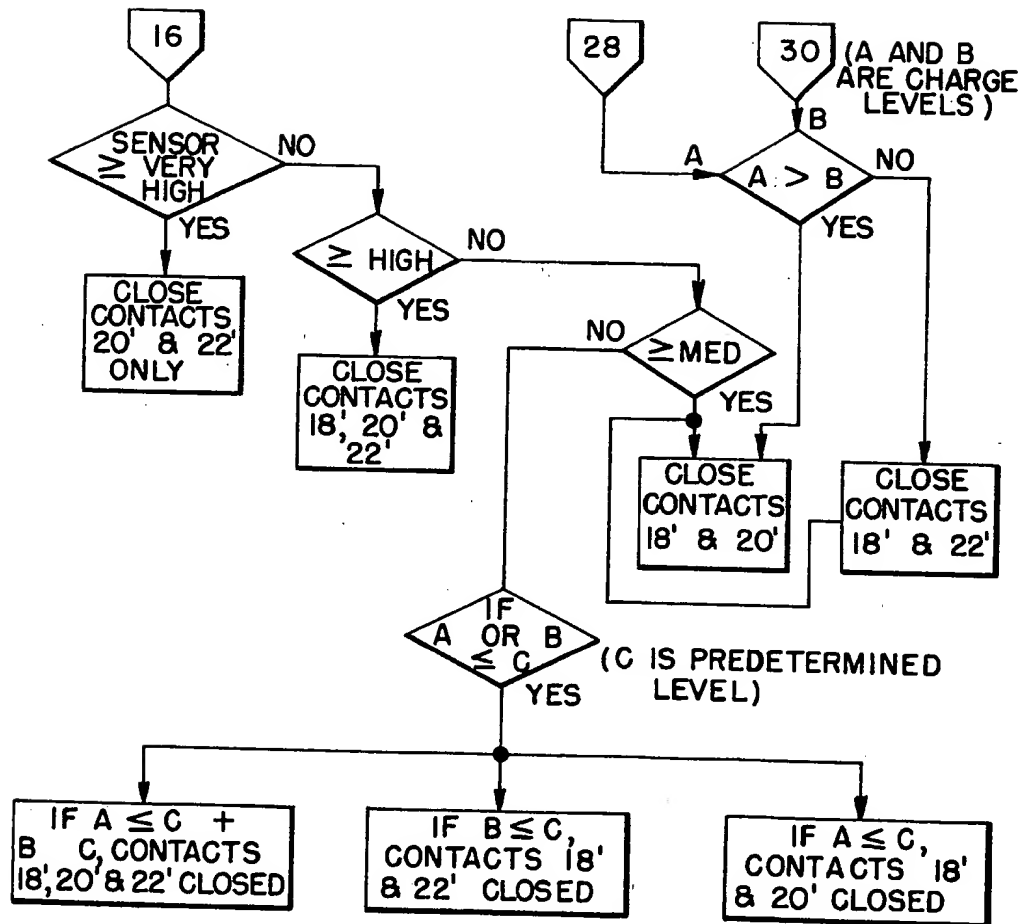 16
28
30
(A AND B
ARE CHARGE
LEVELS)
SENSOR
≥ VERY
HIGH
NO
YES
B
A
A > B
NO
YES
≥ HIGH
NO
YES
CLOSE
CONTACTS
20' & 22'
ONLY
NO
≥ MED
YES
CLOSE
CONTACTS
18', 20' &
22'
CLOSE
CONTACTS
18' & 20'
CLOSE
CONTACTS
18' & 22'
IF
A OR B
≤ C
(C IS PREDETERMINED
LEVEL)
YES
IF A ≤ C +
B C, CONTACTS
18', 20' & 22' CLOSED
IF B ≤ C,
CONTACTS 18'
& 22' CLOSED
IF A ≤ C,
CONTACTS 18'
& 20' CLOSED